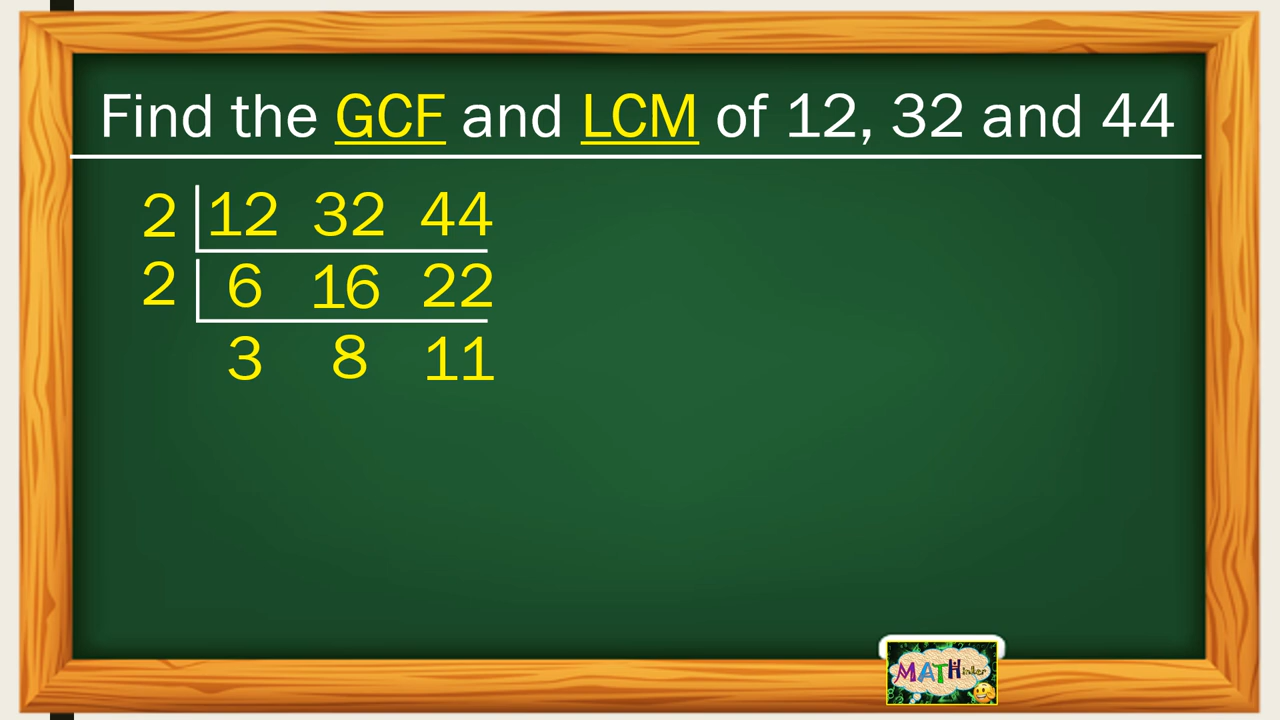 Find the GCF and LCM of 12, 32 and 44
2 12 32 44
2 6 16 22
3 8 11
MATHinker